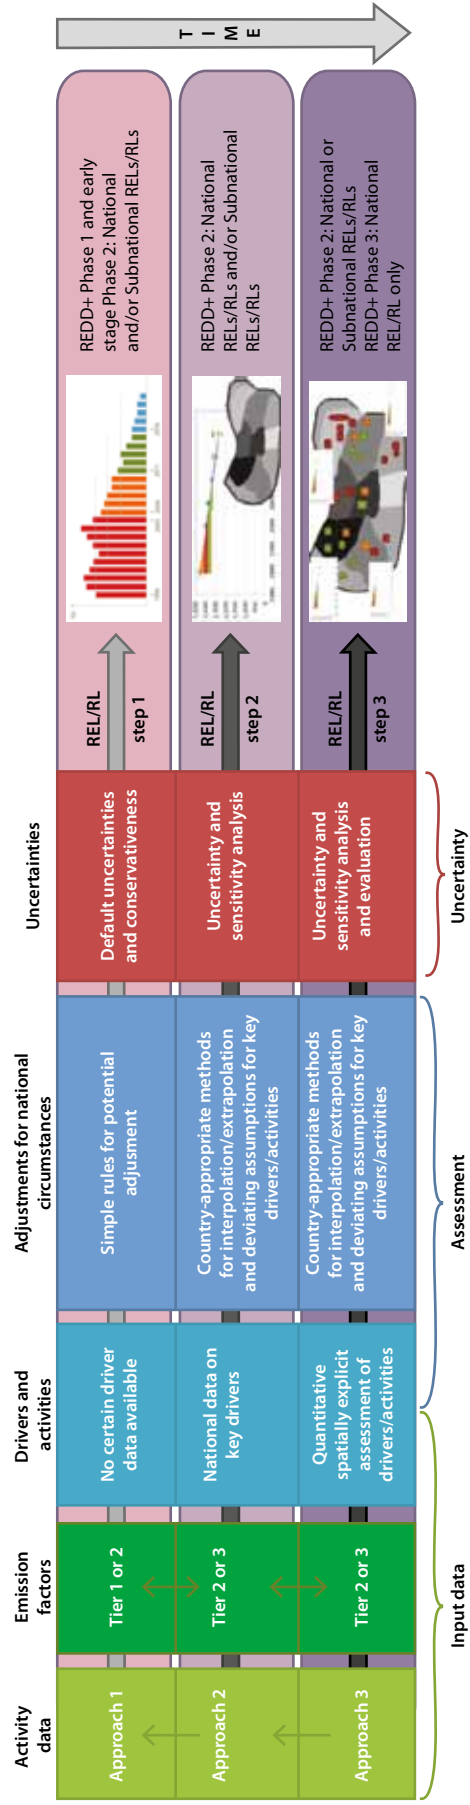 Activity
data
Emission
factors
Drivers and
activities
Adjustments for national
circumstances
Uncertainties
Approach 1
Tier 1 or 2
No certain driver
data available
Simple rules for potential
adjusment
Default uncertainties
and conservativeness
REL/RL
step 1
REDD+ Phase 1 and early
stage Phase 2: National
and/or Subnational RELs/RLs
Approach 2
Tier 2 or 3
National data on
key drivers
Country-appropriate methods
for interpolation/extrapolation
and deviating assumptions for key
drivers/activities
Uncertainty and
sensitivity analysis
REL/RL
step 2
REDD+ Phase 2: National
RELs/RLs and/or Subnational
RELs/RLs
Approach 3
Tier 2 or 3
Quantitative
spatially explicit
assessment of
drivers/activities
Country-appropriate methods
for interpolation/extrapolation
and deviating assumptions for key
drivers/activities
Uncertainty and
sensitivity analysis
and evaluation
REL/RL
step 3
REDD+ Phase 2: National or
Subnational RELs/RLs
REDD+ Phase 3: National
REL/RL only
TIME
Input data
Assessment
Uncertainty